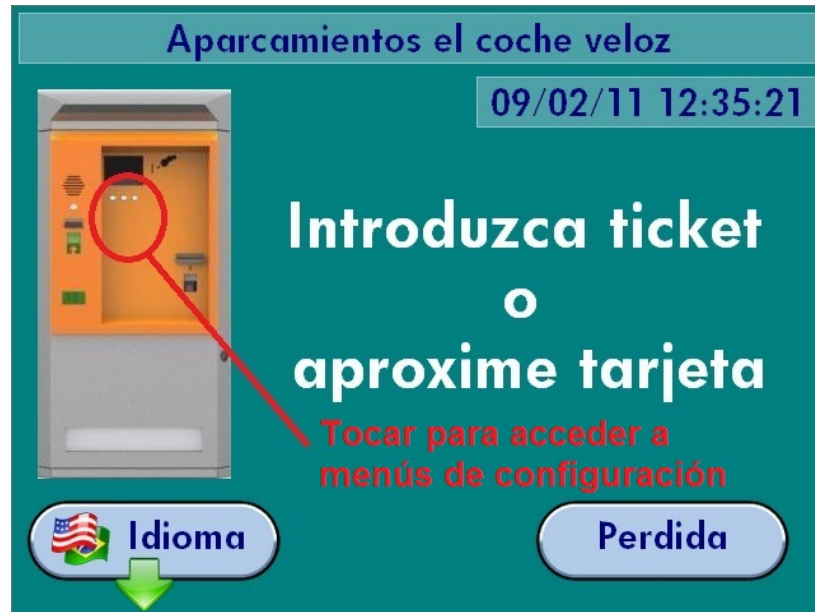 Aparcamientos el coche veloz
09/02/11 12:35:21
Introduzca ticket
o
aproxime tarjeta
Tocar para acceder a
menús de configuración
Idioma
Perdida